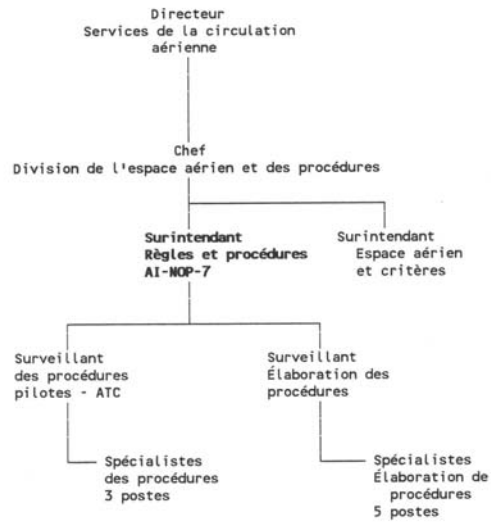 Directeur
Services de la circulation
aérienne
Chef
Division de l'espace aérien et des procédures
Surintendant
Règles et procédures
AI-NOP-7
Surintendant
Espace aérien
et critères
Surveillant
des procédures
pilotes - ATC
Surveillant
Élaboration des
procédures
Spécialistes
des procédures
3 postes
Spécialistes
Élaboration de
procédures
5 postes